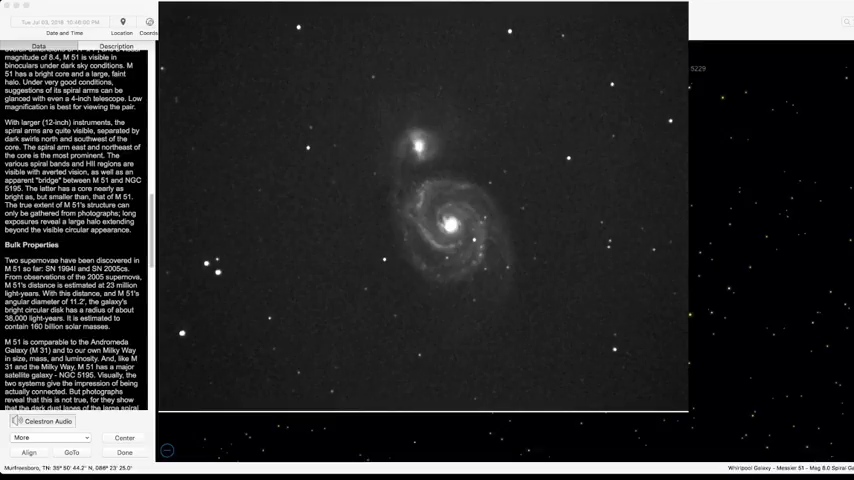 Tue Jul 03, 2018 10:46:00 PM
Date and Time
Location
Coords
Data
Description
magnitude of 8.4, M 51 is visible in
binoculars under dark sky conditions. M
51 has a bright core and a large, faint
halo. Under very good conditions,
suggestions of its spiral arms can be
glanced with even a 4-inch telescope. Low
magnification is best for viewing the pair.
With larger (12-inch) instruments, the
spiral arms are quite visible, separated by
dark swirls north and southwest of the
core. The spiral arm east and northeast of
the core is the most prominent. The
various spiral bands and HII regions are
visible with averted vision, as well as an
apparent "bridge" between M 51 and NGC
5195. The latter has a core nearly as
bright as, but smaller than, that of M 51.
The true extent of M 51's structure can
only be gathered from photographs; long
exposures reveal a large halo extending
beyond the visible circular appearance.
Bulk Properties
Two supernovae have been discovered in
M 51 so far: SN 1994I and SN 2005cs.
From observations of the 2005 supernova,
M 51's distance is estimated at 23 million
light-years. With this distance, and M 51's
angular diameter of 11.2', the galaxy's
bright circular disk has a radius of about
38,000 light-years. It is estimated to
contain 160 billion solar masses.
M 51 is comparable to the Andromeda
Galaxy (M 31) and to our own Milky Way
in size, mass, and luminosity. And, like M
31 and the Milky Way, M 51 has a major
satellite galaxy - NGC 5195. Visually, the
two systems give the impression of being
actually connected. But photographs
reveal that this is not true, for they show
that the dark dust lanes of the large spiral
5229
Celestron Audio
More
Center
Align
GoTo
Done
Murfreesboro, TN: 35° 50' 44.2" N, 086° 23' 25.0"
Whirlpool Galaxy - Messier 51 - Mag 8.0 Spiral Ga